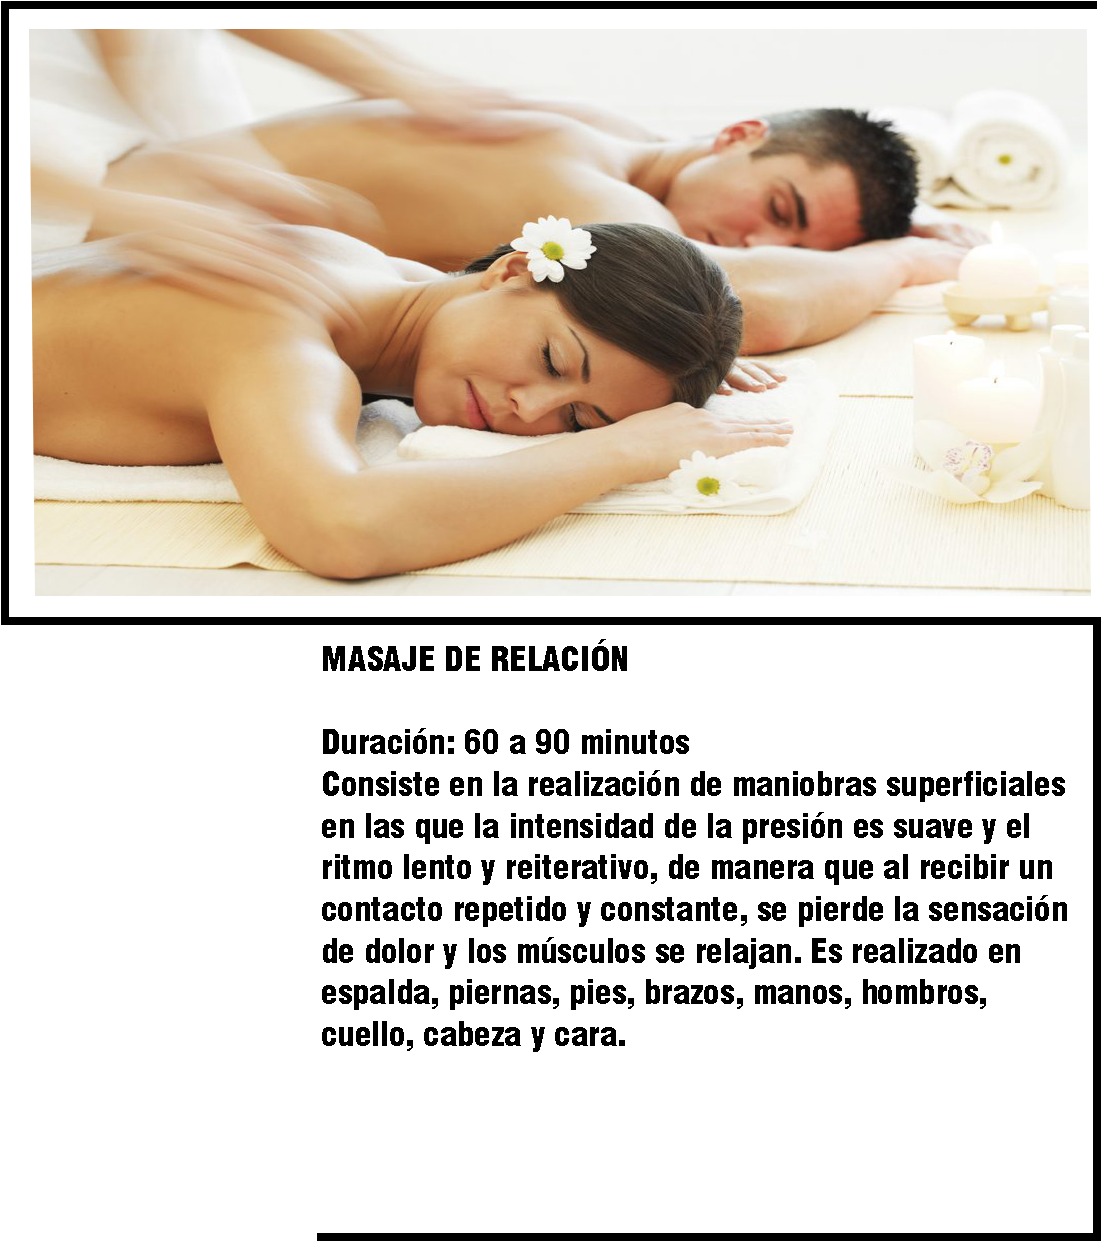 MASAJE DE RELACIÓN
Duración: 60 a 90 minutos
Consiste en la realización de maniobras superficiales
en las que la intensidad de la presión es suave y el
ritmo lento y reiterativo, de manera que al recibir un
contacto repetido y constante, se pierde la sensación
de dolor y los músculos se relajan. Es realizado en
espalda, piernas, pies, brazos, manos, hombros,
cuello, cabeza y cara.